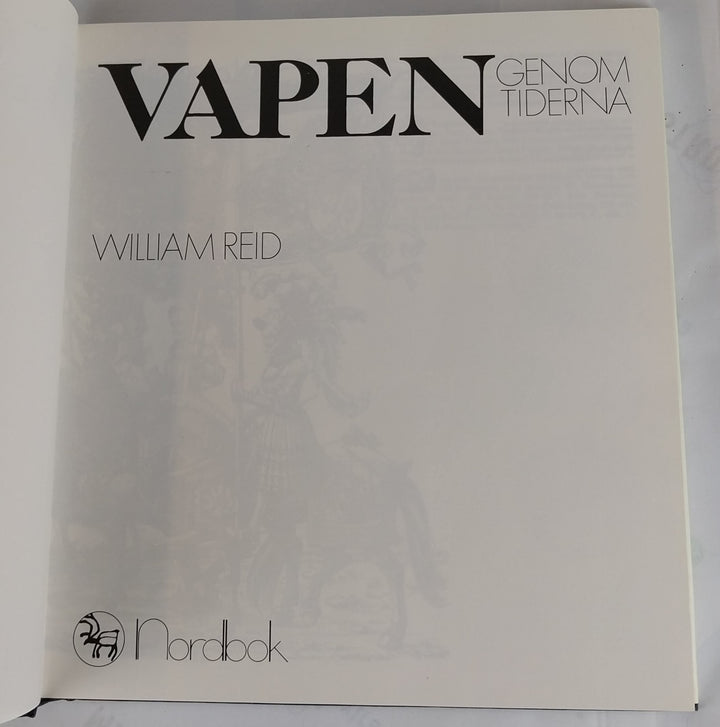 VAPEN
GENOM
TIDERNA
WILLIAM REID
Nordbok